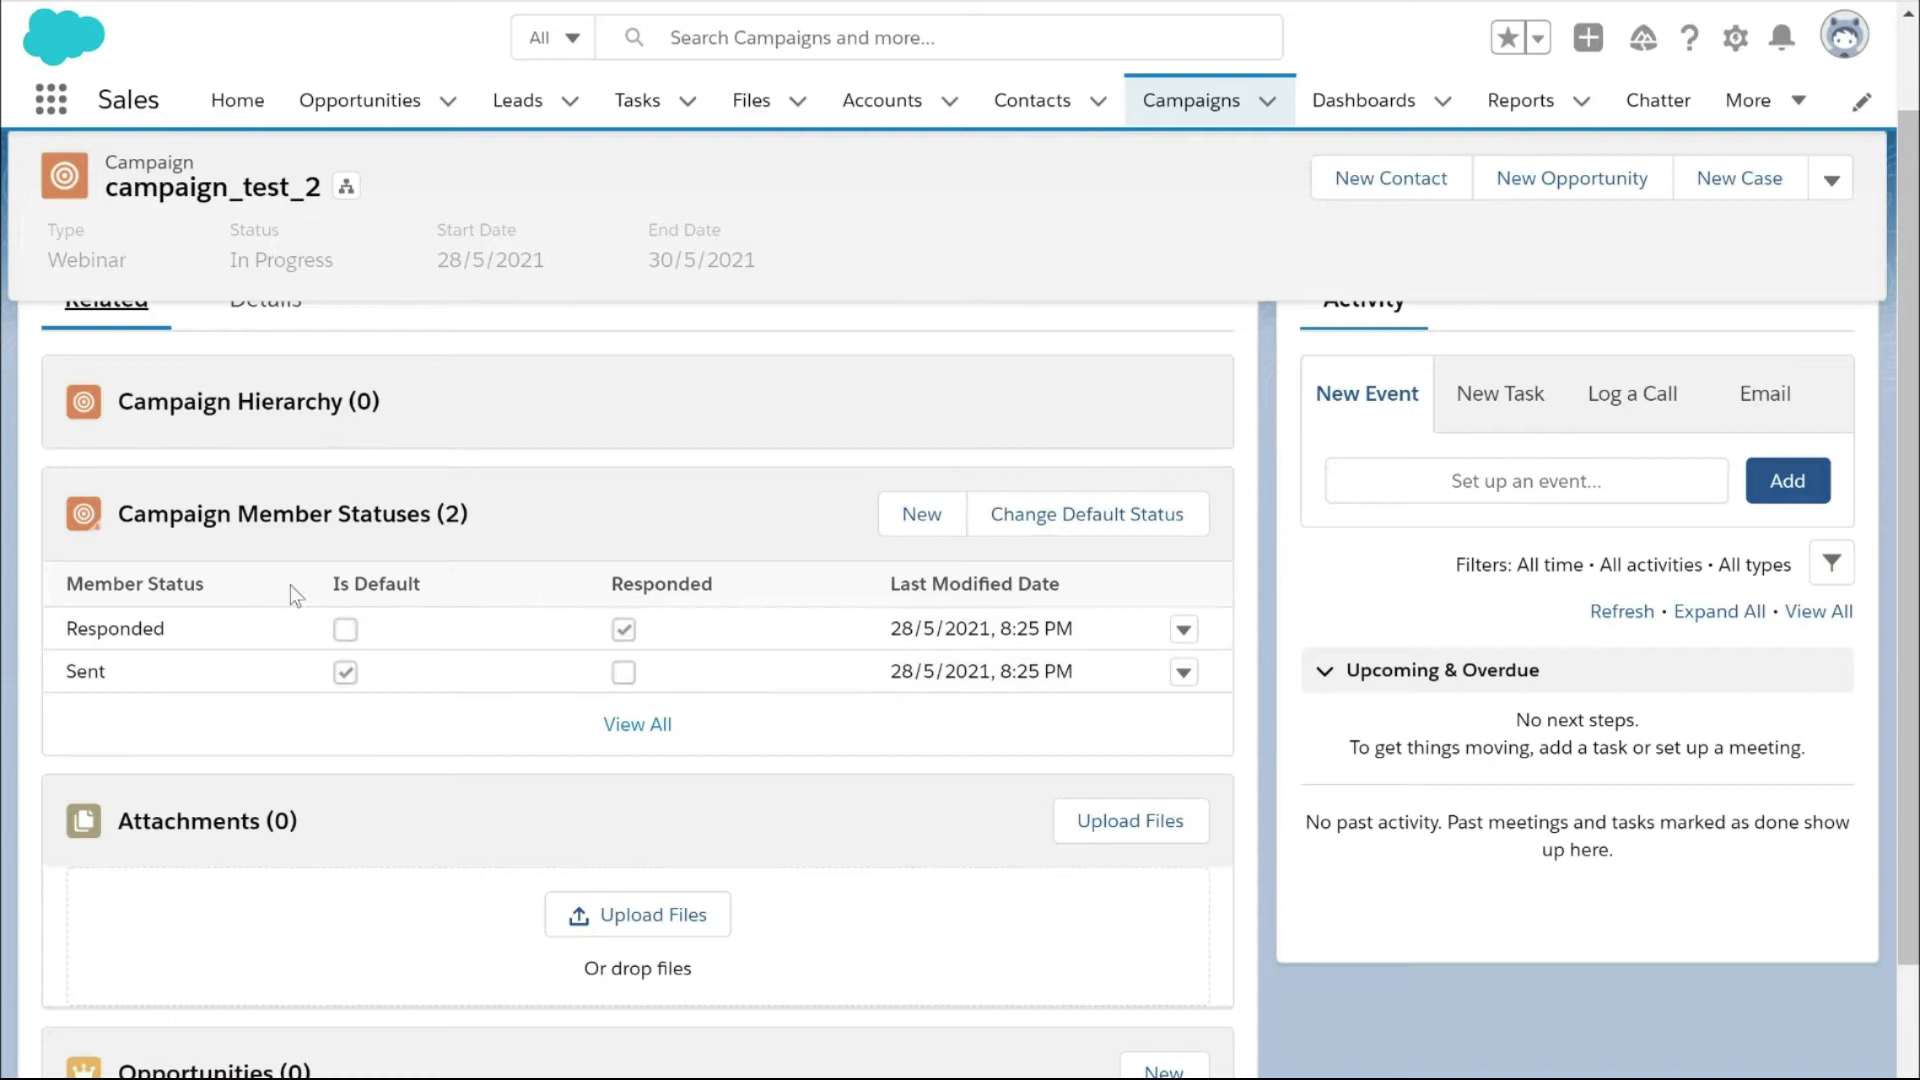 All
Search Campaigns and more...
Sales
Home
Opportunities
Leads
Tasks
Files
Accounts
Contacts
Campaigns
Dashboards
Reports
Chatter
More
Campaign
campaign_test_2
New Contact
New Opportunity
New Case
Type
Status
Start Date
End Date
Webinar
In Progress
28/5/2021
30/5/2021
Related
Details
Activity
Campaign Hierarchy (0)
Campaign Member Statuses (2)
New
Change Default Status
Member Status
Is Default
Responded
Last Modified Date
Responded
28/5/2021, 8:25 PM
Sent
28/5/2021, 8:25 PM
View All
Attachments (0)
Upload Files
Upload Files
Or drop files
Opportunities (0)
New
New Event
New Task
Log a Call
Email
Set up an event...
Add
Filters: All time • All activities • All types
Refresh • Expand All • View All
Upcoming & Overdue
No next steps.
To get things moving, add a task or set up a meeting.
No past activity. Past meetings and tasks marked as done show
up here.